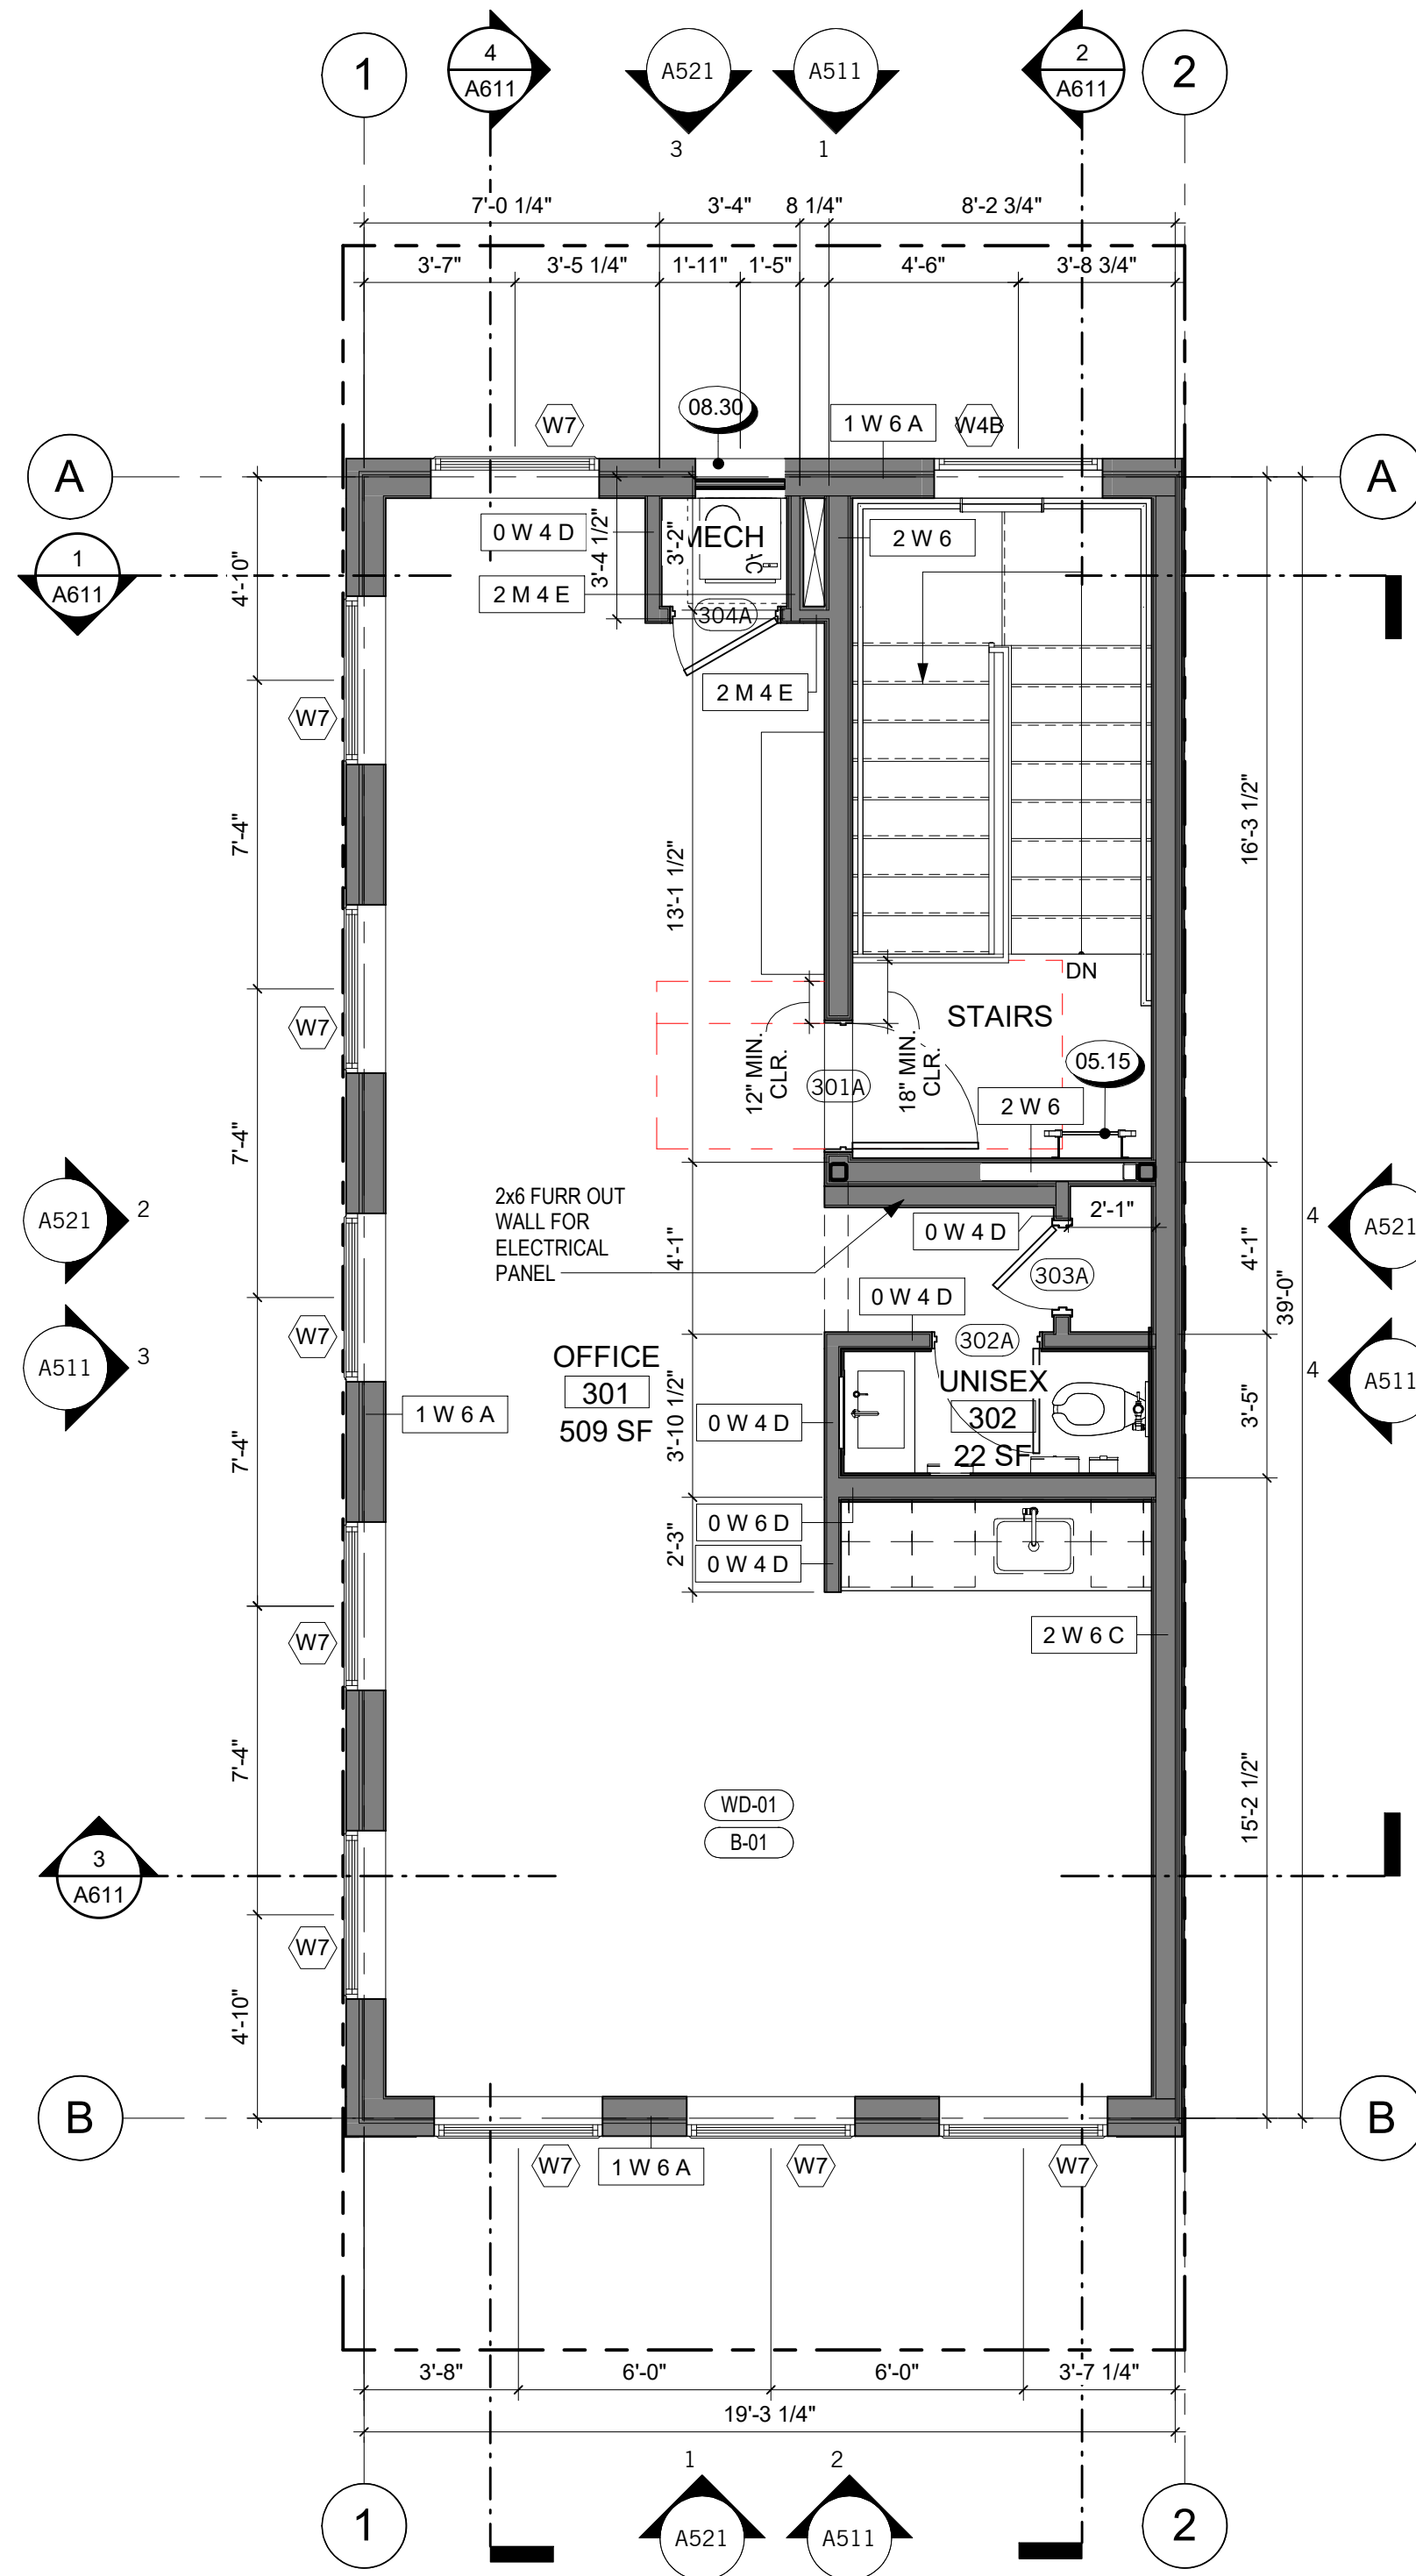 1
4
A611
A521
3
A511
1
2
A611
2
7'-0 1/4"
3'-4"
8 1/4"
8'-2 3/4"
3'-7"
3'-5 1/4"
1'-11"
1'-5"
4'-6"
3'-8 3/4"
W7
08.30
1 W 6 A
W4B
A
A
0 W 4 D
3'-4 1/2"
3'-2"
MECH
2 W 6
1
A611
4'-10"
2 M 4 E
304A
2 M 4 E
W7
7'-4"
13'-1 1/2"
16'-3 1/2"
DN
STAIRS
W7
12" MIN.
CLR.
301A
18" MIN.
CLR.
05.15
2 W 6
7'-4"
2x6 FURR OUT
WALL FOR
ELECTRICAL
PANEL
A521
2
4'-1"
0 W 4 D
2'-1"
4'-1"
4
A521
303A
39'-0"
0 W 4 D
W7
302A
A511
3
OFFICE
301
509 SF
UNISEX
302
22 SF
4
A511
1 W 6 A
7'-4"
3'-10 1/2"
0 W 4 D
3'-5"
0 W 6 D
2'-3"
0 W 4 D
W7
2 W 6 C
7'-4"
WD-01
B-01
15'-2 1/2"
3
A611
W7
4'-10"
B
B
W7
1 W 6 A
W7
W7
3'-8"
6'-0"
6'-0"
3'-7 1/4"
19'-3 1/4"
1
1
A521
2
A511
2